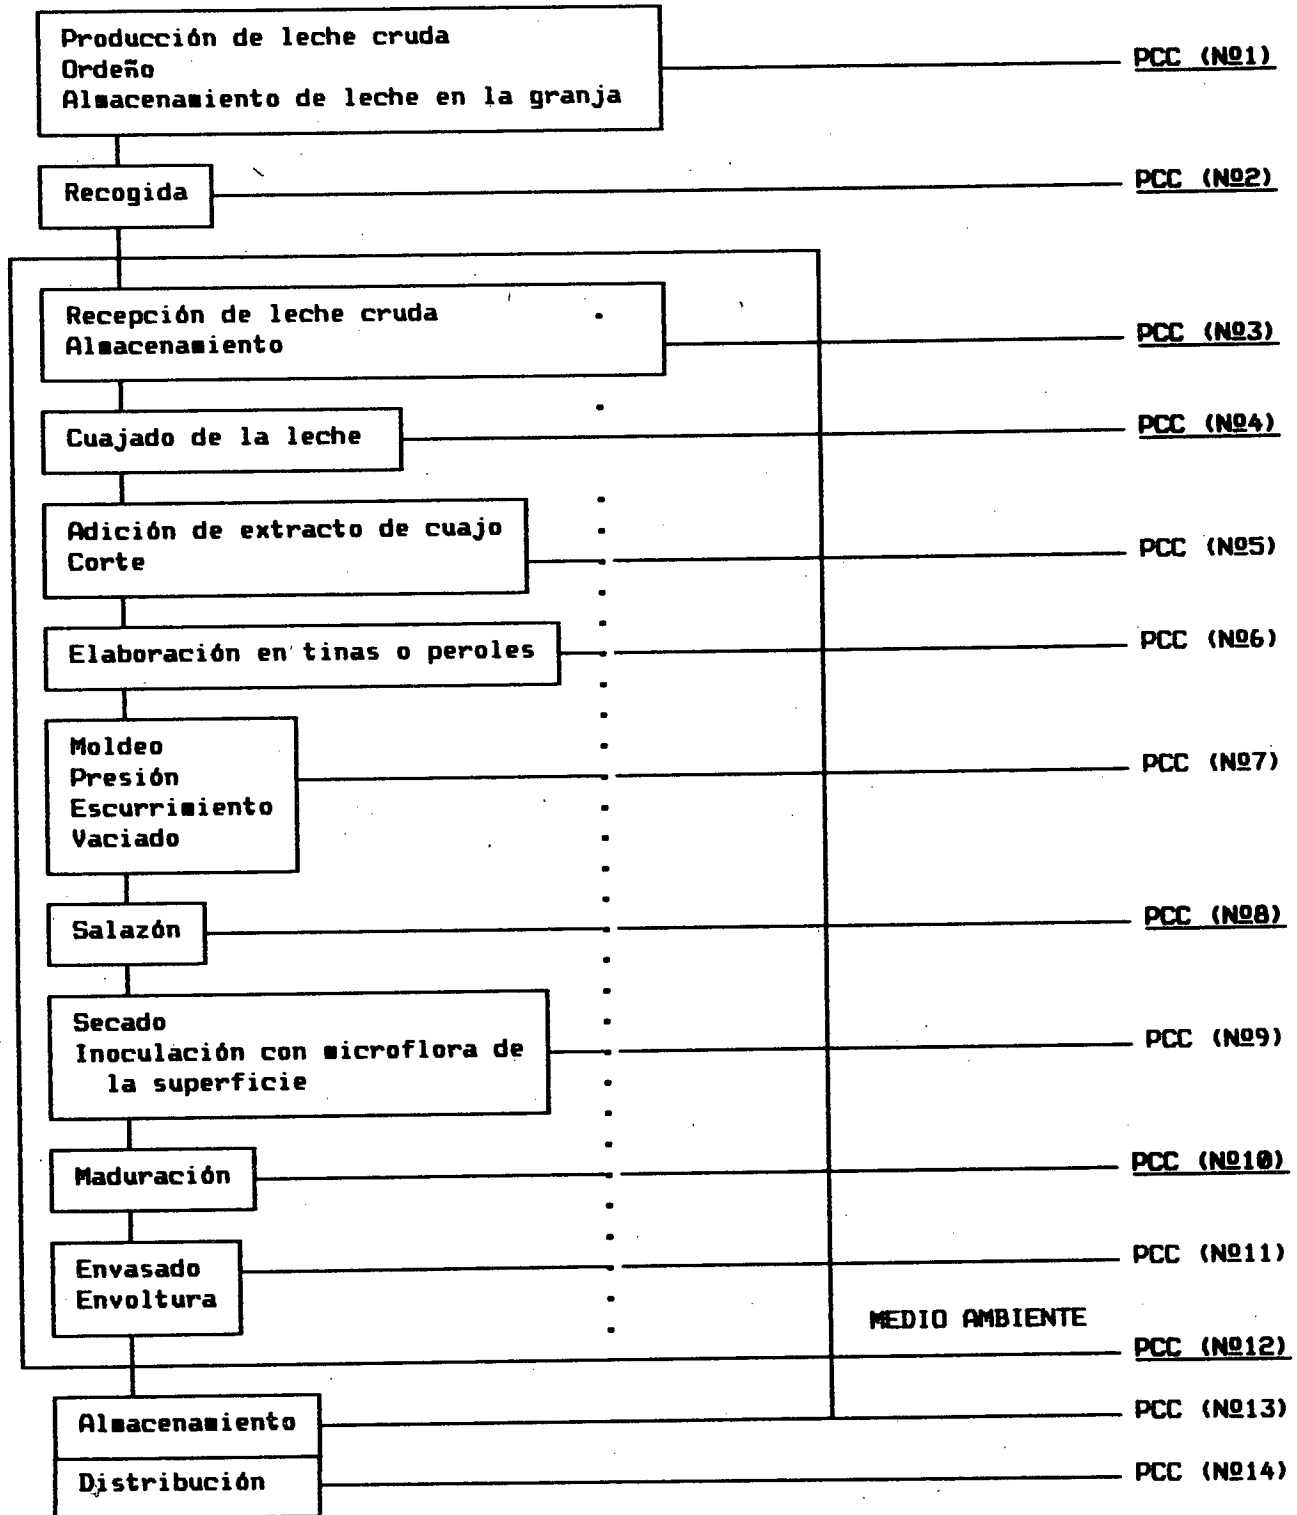 Producción de leche cruda
Ordeño
Almacenamiento de leche en la granja
PCC (Nº1)
Recogida
PCC (Nº2)
Recepción de leche cruda
Almacenamiento
PCC (Nº3)
Cuajado de la leche
PCC (Nº4)
Adición de extracto de cuajo
Corte
PCC (Nº5)
Elaboración en tinas o peroles
PCC (Nº6)
Moldeo
Presión
Escurrimiento
Vaciado
PCC (Nº7)
Salazón
PCC (Nº8)
Secado
Inoculación con microflora de
la superficie
PCC (Nº9)
Maduración
PCC (Nº10)
Envasado
Envoltura
PCC (Nº11)
MEDIO AMBIENTE
PCC (Nº12)
Almacenamiento
PCC (Nº13)
Distribución
PCC (Nº14)